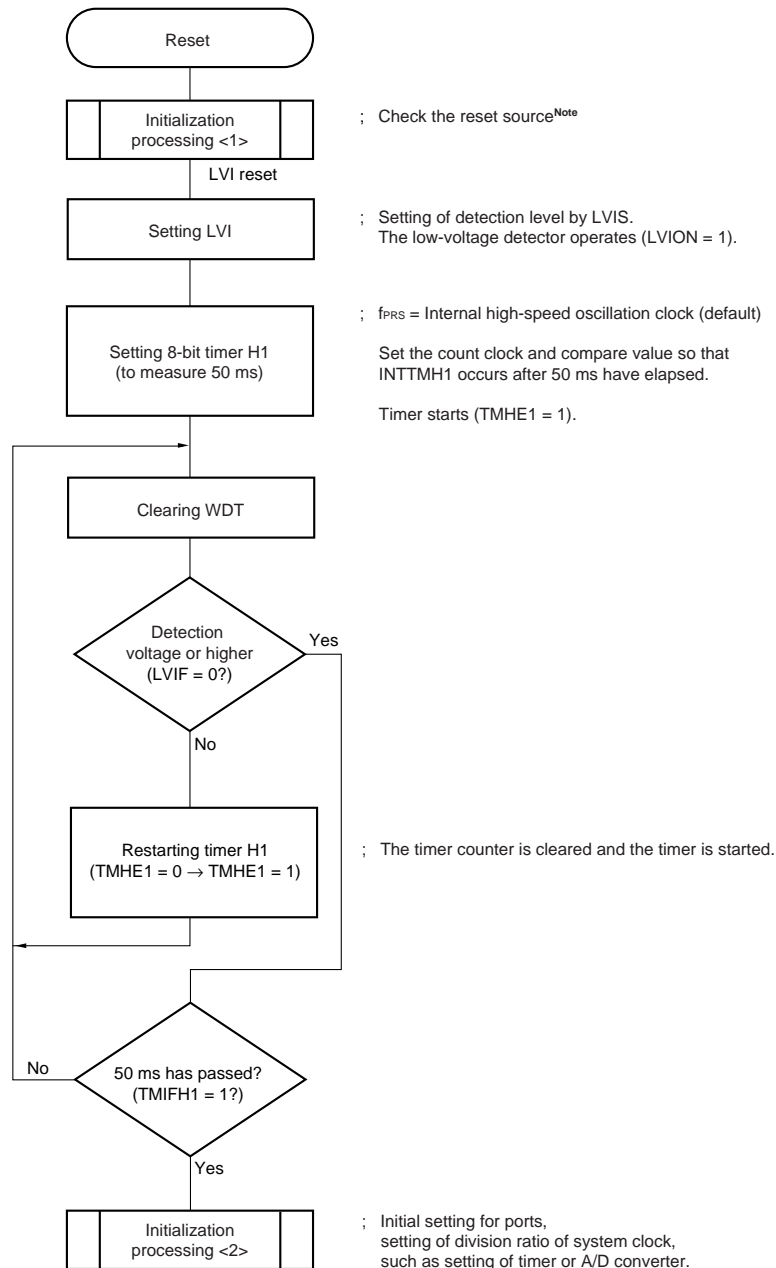 Reset
Initialization
processing <1>
; Check the reset sourceNote
LVI reset
Setting LVI
; Setting of detection level by LVIS.
The low-voltage detector operates (LVION = 1).
Setting 8-bit timer H1
(to measure 50 ms)
; fPRS = Internal high-speed oscillation clock (default)
Set the count clock and compare value so that
INTTMH1 occurs after 50 ms have elapsed.
Timer starts (TMHE1 = 1).
Clearing WDT
Detection
voltage or higher
(LVIF = 0?)
Yes
No
Restarting timer H1
(TMHE1 = 0 → TMHE1 = 1)
; The timer counter is cleared and the timer is started.
No
50 ms has passed?
(TMIFH1 = 1?)
Yes
Initialization
processing <2>
; Initial setting for ports,
setting of division ratio of system clock,
such as setting of timer or A/D converter.